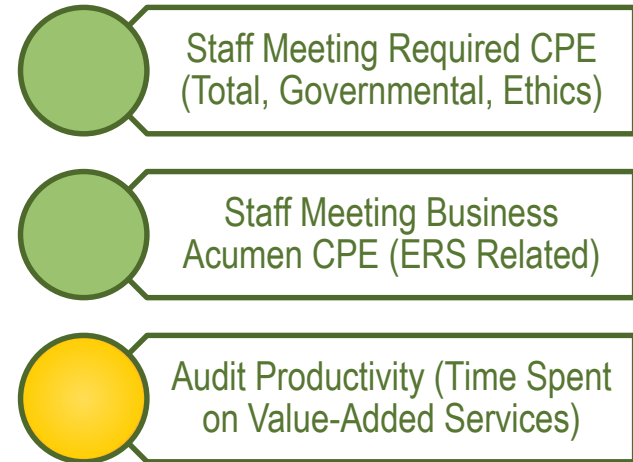 Staff Meeting Required CPE
(Total, Governmental, Ethics)
Staff Meeting Business
Acumen CPE (ERS Related)
Audit Productivity (Time Spent
on Value-Added Services)